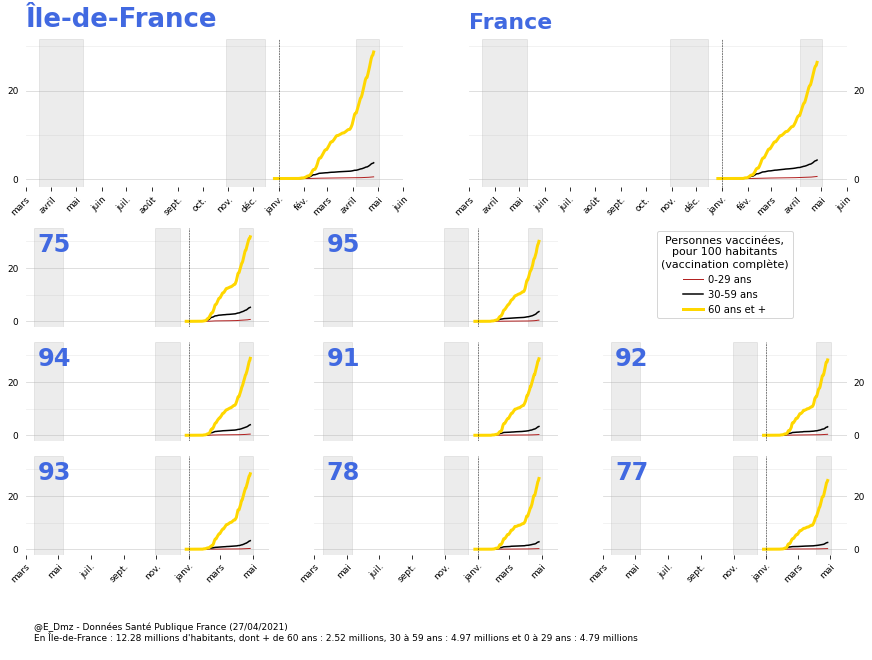 Île-de-France
France
20
0
20
0
mars avril mai juin juil. août sept. oct. nov. déc. janv. fév. mars avril mai juin
mars avril mai juin juil. août sept. oct. nov. déc. janv. fév. mars avril mai juin
75
20
0
95
Personnes vaccinées,
pour 100 habitants
(vaccination complète)
0-29 ans
30-59 ans
60 ans et +
94
20
0
91
92
20
0
93
20
0
78
77
20
0
mars mai juil. sept. nov. janv. mars mai
mars mai juil. sept. nov. janv. mars mai
mars mai juil. sept. nov. janv. mars mai
@E_Dmz - Données Santé Publique France (27/04/2021)
En Île-de-France : 12.28 millions d'habitants, dont + de 60 ans : 2.52 millions, 30 à 59 ans : 4.97 millions et 0 à 29 ans : 4.79 millions